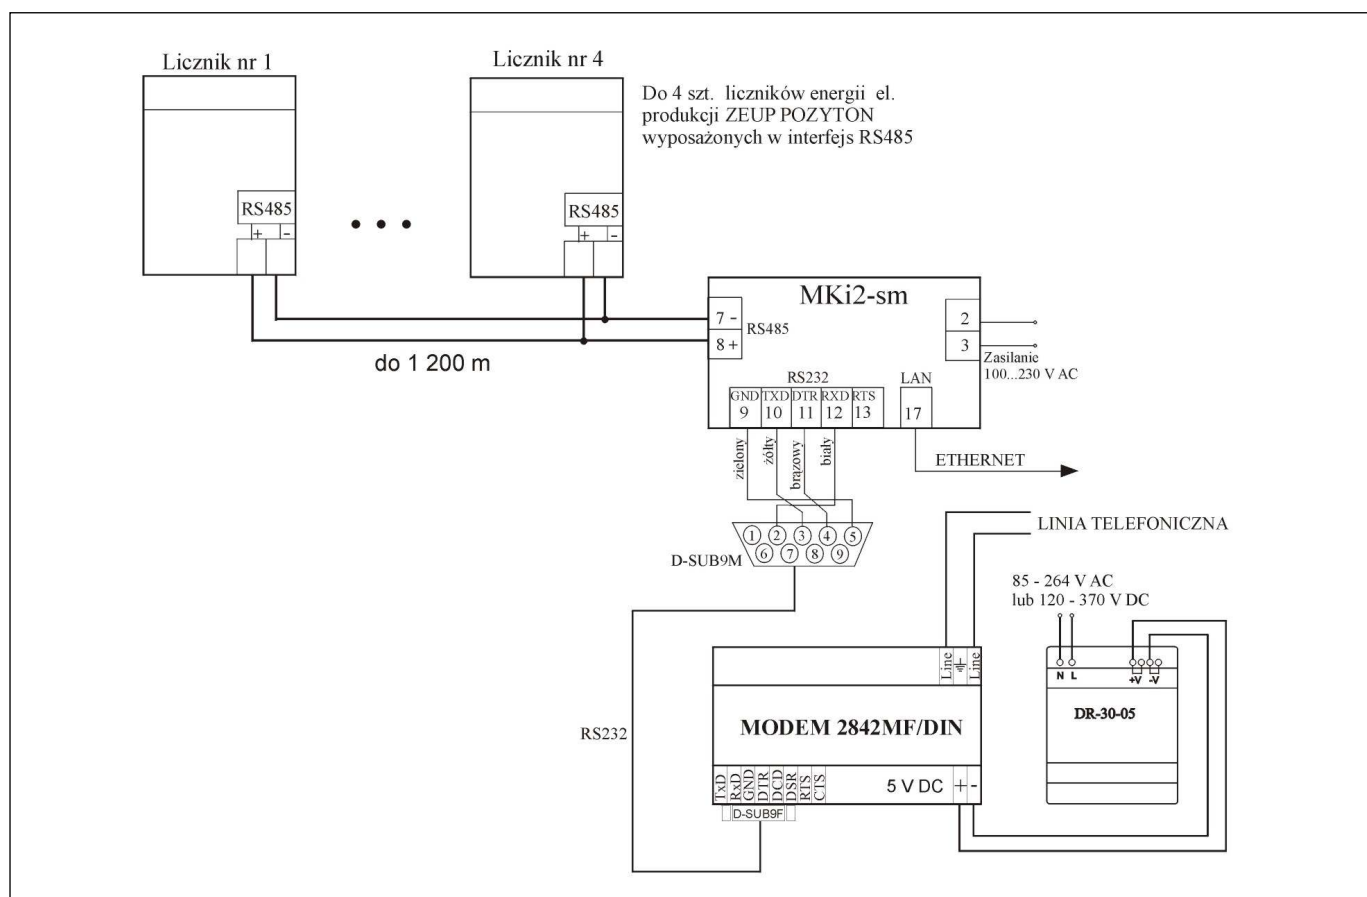 Licznik nr 1
Licznik nr 4
Do 4 szt. liczników energii el.
produkcji ZEUP POZYTON
wyposażonych w interfejs RS485
RS485
+ -
RS485
+ -
do 1 200 m
MKi2-sm
7 -
8 +
RS485
2
3
Zasilanie
100...230 V AC
RS232
LAN
GND TXD DTR RXD RTS
9 10 11 12 13
17
zielony
żółty
brązowy
biały
ETHERNET
1 2 3 4 5
6 7 8 9
D-SUB9M
LINIA TELEFONICZNA
85 - 264 V AC
lub 120 - 370 V DC
N L +V -V
DR-30-05
Line
Line
MODEM 2842MF/DIN
RS232
TxD
RxD
GND
DTR
DCD
DSR
RTS
CTS
5 V DC + -
D-SUB9F